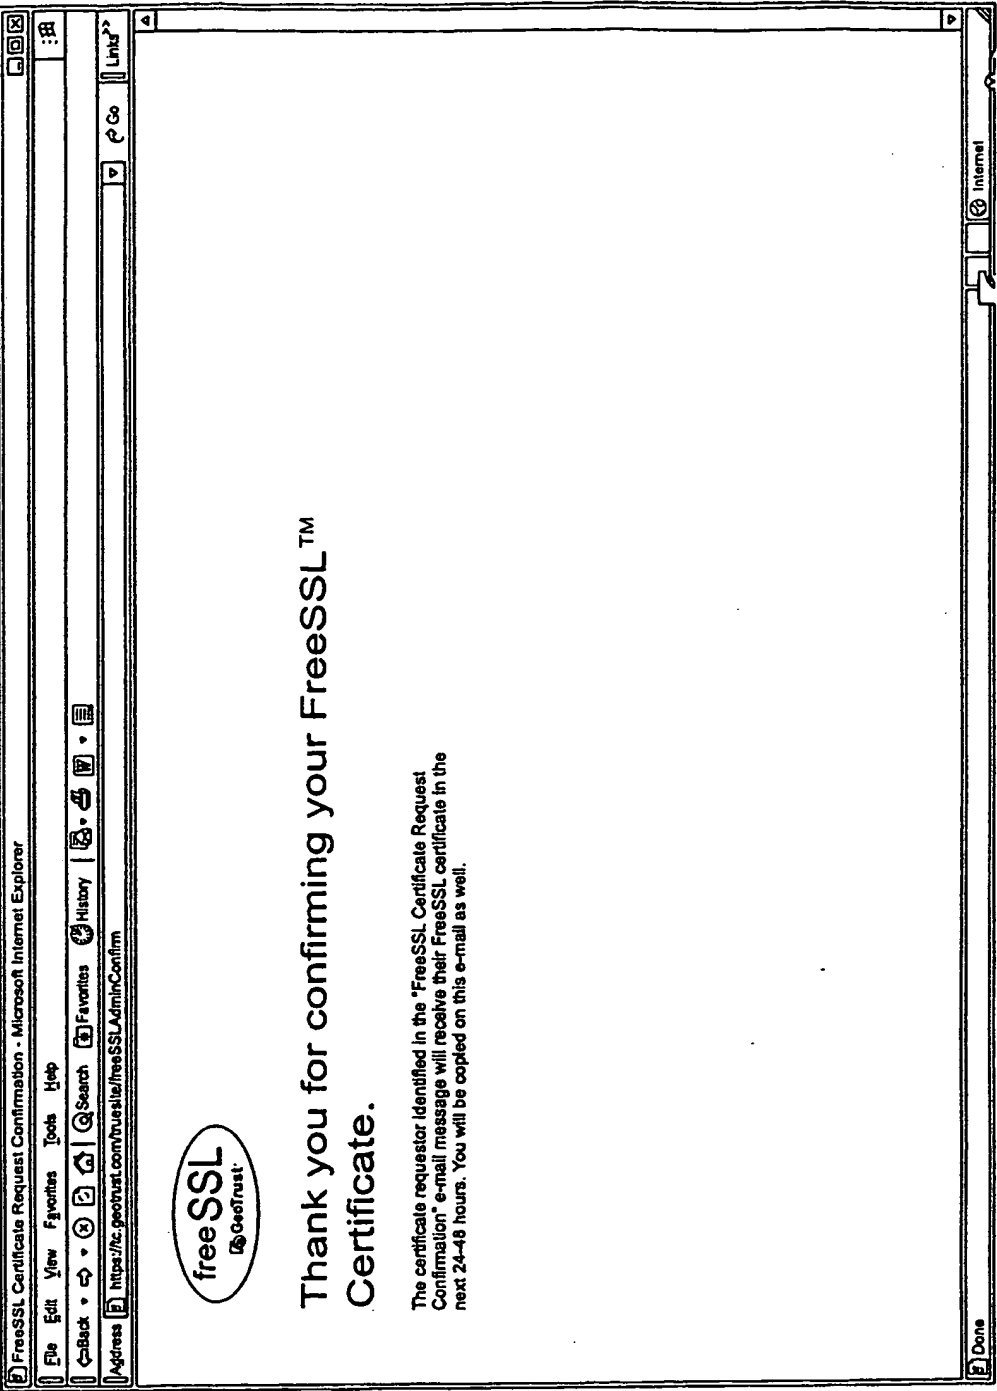 FreeSSL Certificate Request Confirmation - Microsoft Internet Explorer
File Edit View Favorites Tools Help
Back Search Favorites History W
Address https://tc.geotrust.com/truesite/freeSSLAdminConfirm Go Links>>
freeSSL
GeoTrust
Thank you for confirming your FreeSSL™
Certificate.
The certificate requestor identified in the "FreeSSL Certificate Request
Confirmation" e-mail message will receive their FreeSSL certificate in the
next 24-48 hours. You will be copied on this e-mail as well.
Done Internet